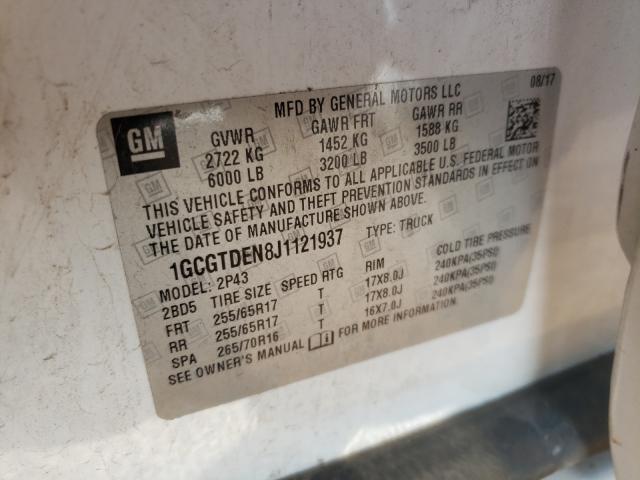 MFD BY GENERAL MOTORS LLC 08/17
GM
GVWR GAWR FRT GAWR RR
2722 KG 1452 KG 1588 KG
6000 LB 3200 LB 3500 LB
THIS VEHICLE CONFORMS TO ALL APPLICABLE U.S. FEDERAL MOTOR
VEHICLE SAFETY AND THEFT PREVENTION STANDARDS IN EFFECT ON
THE DATE OF MANUFACTURE SHOWN ABOVE.
1GCGTDEN8J1121937 TYPE: TRUCK
MODEL: 2P43
2BD5 TIRE SIZE SPEED RTG RIM COLD TIRE PRESSURE
FRT 255/65R17 T 17X8.0J 240KPA(35PSI)
RR 255/65R17 T 17X8.0J 240KPA(35PSI)
SPA 265/70R16 T 16X7.0J 240KPA(35PSI)
SEE OWNER'S MANUAL FOR MORE INFORMATION.